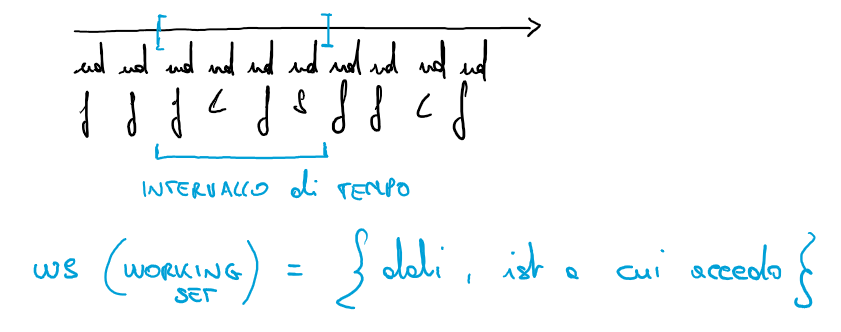 ind ind ind ind ind ind ind ind ind ind
f f f L f S f f L f
INTERVALLO di TEMPO
WS (WORKING SET) = { dati, ist a cui accedo }